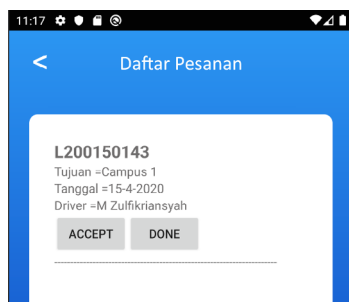 11:17
< Daftar Pesanan
L200150143
Tujuan =Campus 1
Tanggal =15-4-2020
Driver =M Zulfikriansyah
ACCEPT DONE
--------------------------------------------------------------------------